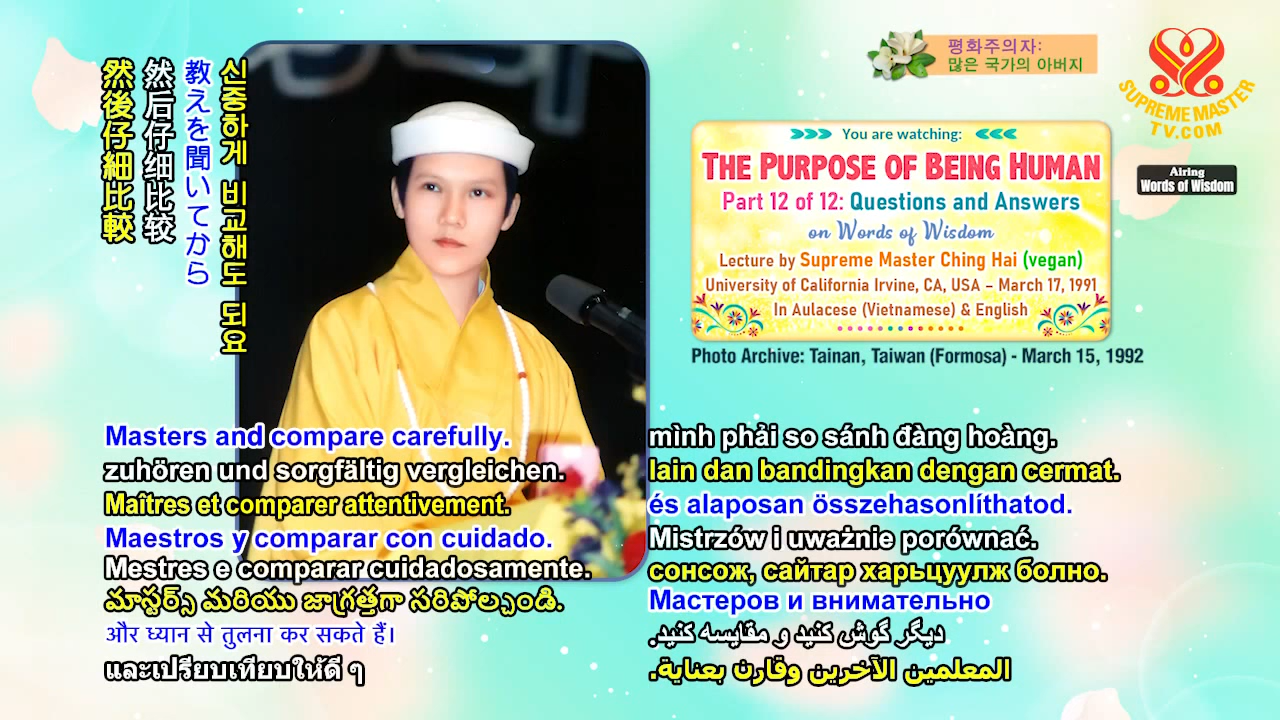 신중하게 비교해도 되요
教えを聞いてから
然后仔细比较
然後仔細比較
평화주의자:
많은 국가의 아버지
SUPREME MASTER
TV.COM
Airing
Words of Wisdom
You are watching:
THE PURPOSE OF BEING HUMAN
Part 12 of 12: Questions and Answers
on Words of Wisdom
Lecture by Supreme Master Ching Hai (vegan)
University of California Irvine, CA, USA – March 17, 1991
In Aulacese (Vietnamese) & English
Photo Archive: Tainan, Taiwan (Formosa) - March 15, 1992
Masters and compare carefully.
zuhören und sorgfältig vergleichen.
Maîtres et comparer attentivement.
Maestros y comparar con cuidado.
Mestres e comparar cuidadosamente.
మాస్టర్స్ మరియు జాగ్రత్తగా సరిపోల్చండి.
और ध्यान से तुलना कर सकते हैं।
และเปรียบเทียบให้ดี ๆ
mình phải so sánh đàng hoàng.
lain dan bandingkan dengan cermat.
és alaposan összehasonlíthatod.
Mistrzów i uważnie porównać.
сонсож, сайтар харьцуулж болно.
Мастеров и внимательно
دیگر گوش کنید و مقایسه کنید.
المعلمين الآخرين وقارن بعناية.